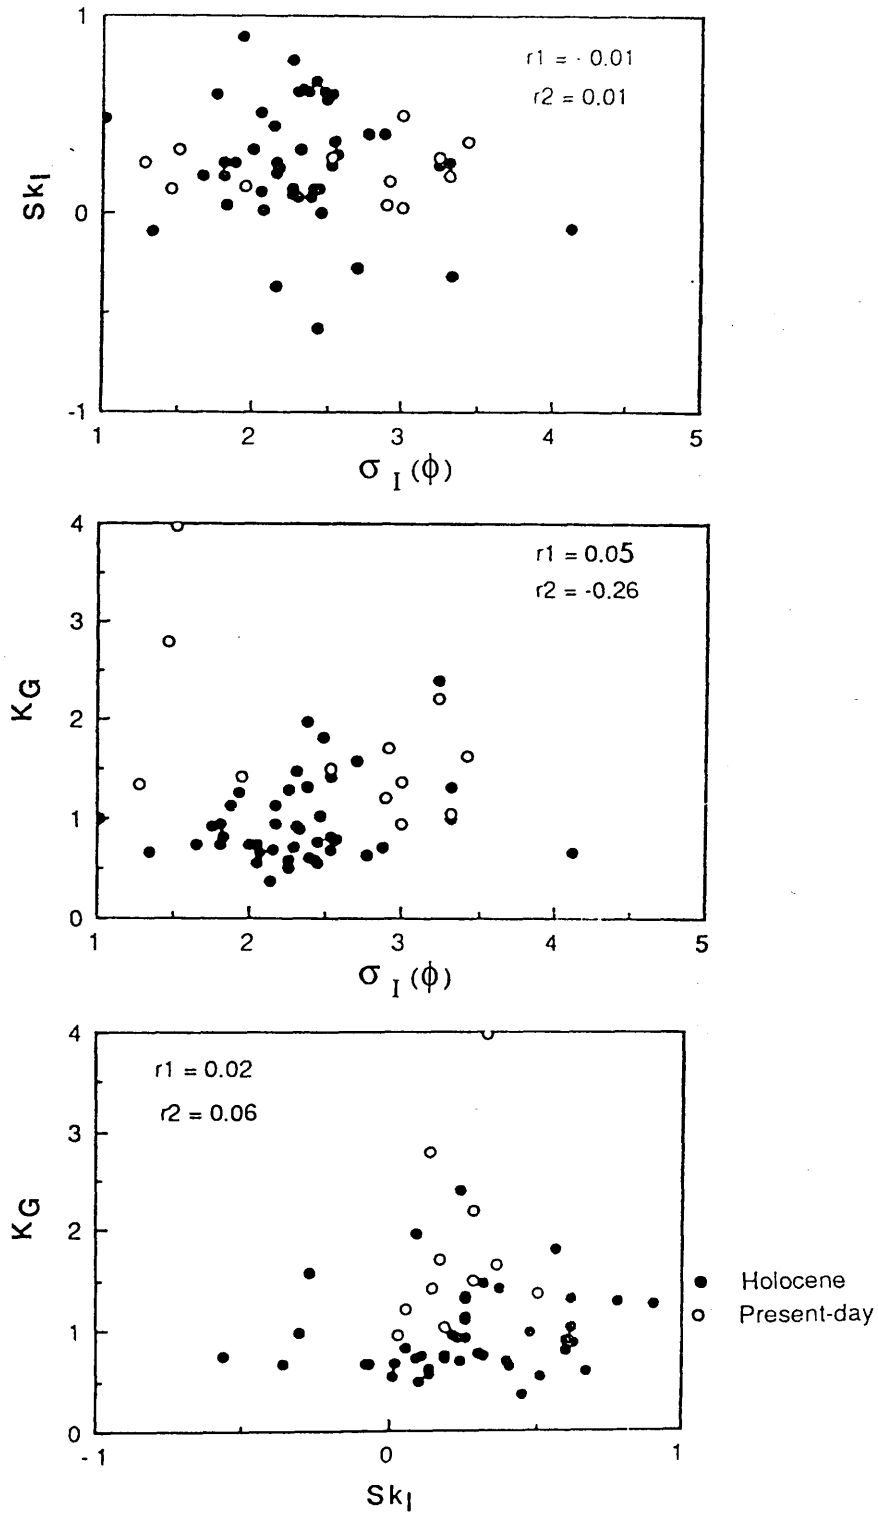 1
r1 = - 0.01
r2 = 0.01
Sk_I
0
-1
1 2 3 4 5
σ_I (ϕ)
4
r1 = 0.05
r2 = -0.26
3
K_G
2
1
0
1 2 3 4 5
σ_I (ϕ)
4
r1 = 0.02
r2 = 0.06
3
K_G
2
Holocene
Present-day
1
0
-1 0 1
Sk_I